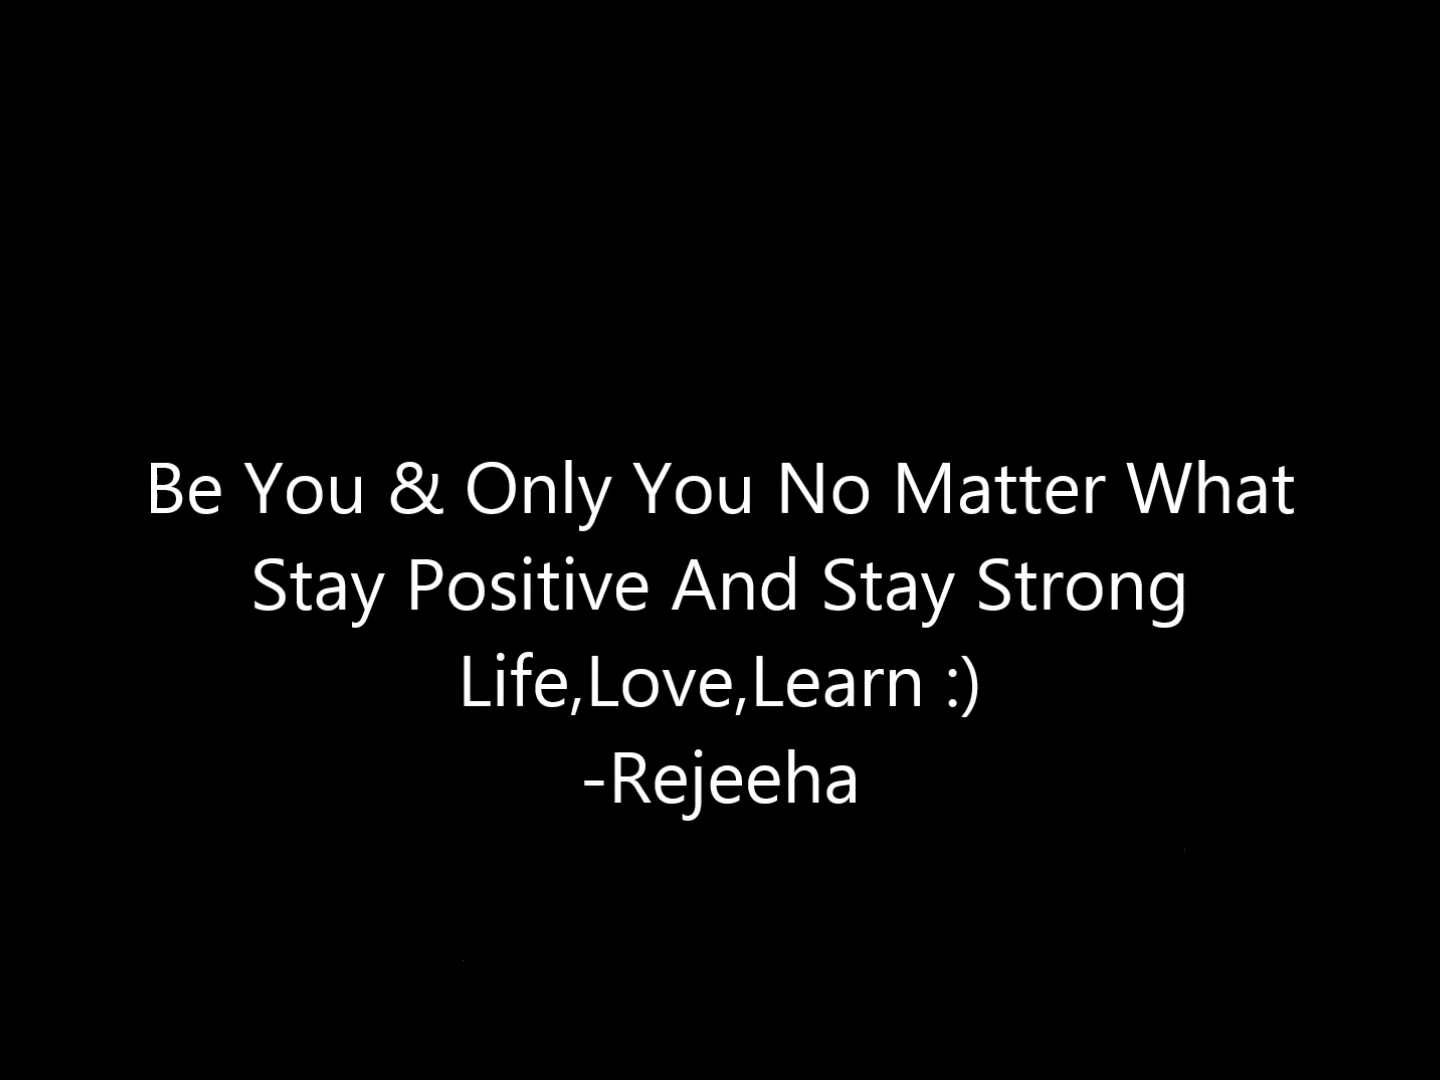 Be You & Only You No Matter What
Stay Positive And Stay Strong
Life,Love,Learn :)
-Rejeeha